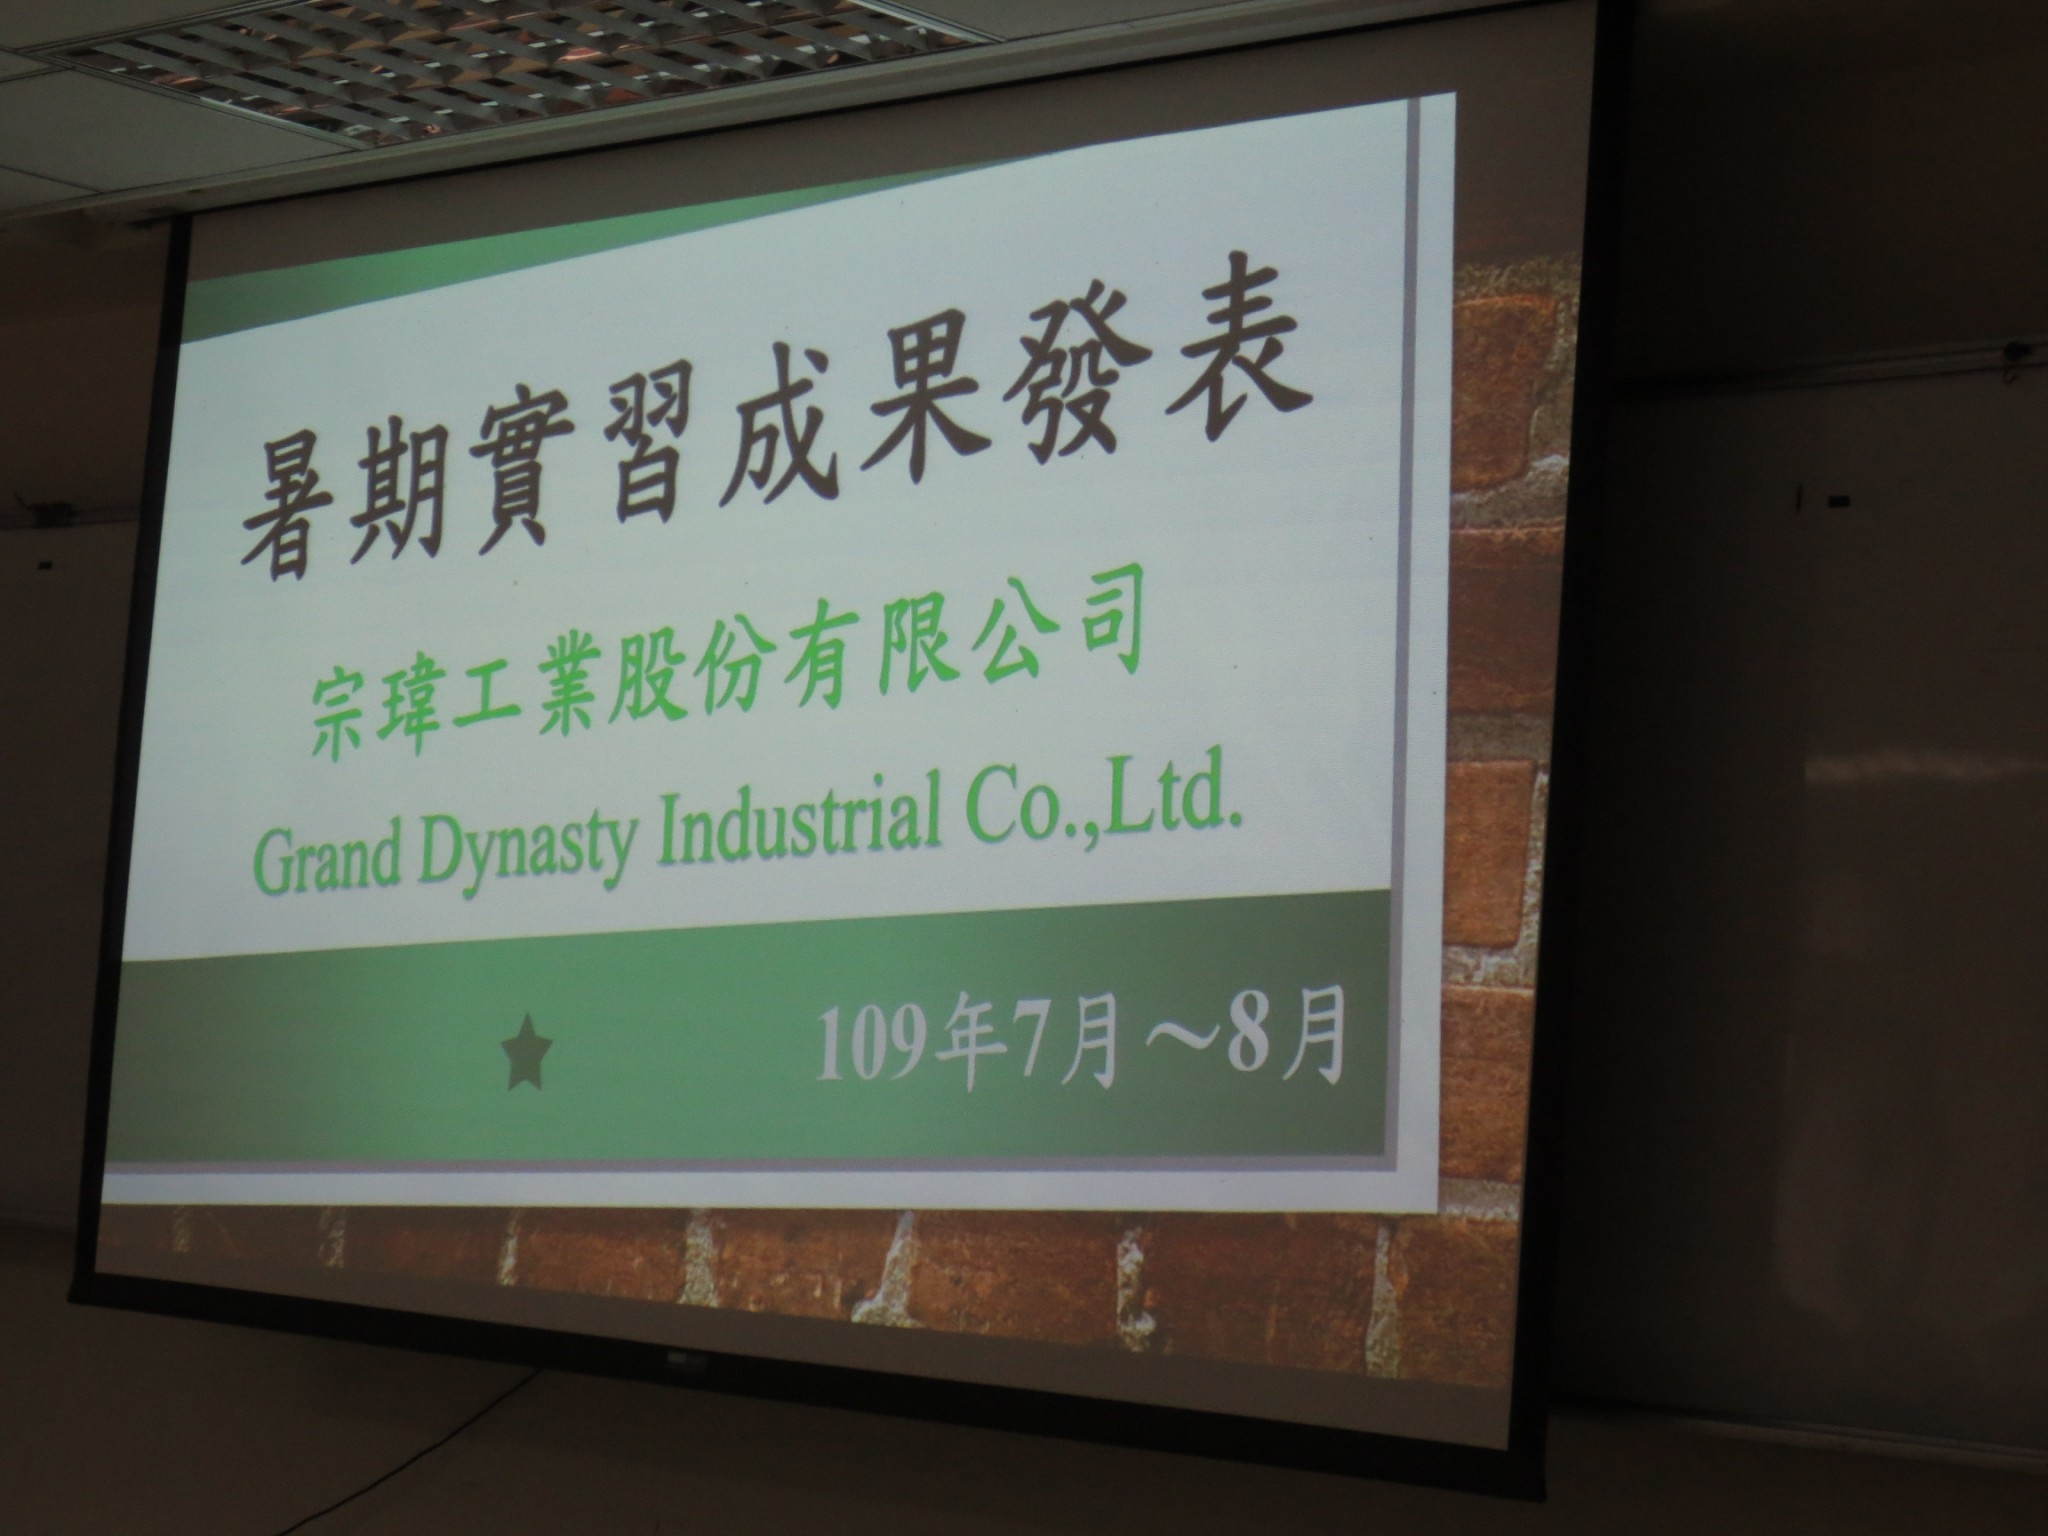 暑期實習成果發表
宗瑋工業股份有限公司
Grand Dynasty Industrial Co.,Ltd.
109年7月～8月